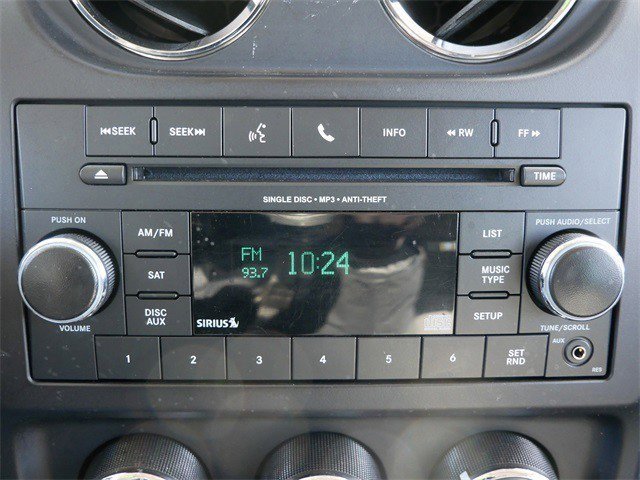 SEEK
SEEK
INFO
RW
FF
TIME
SINGLE DISC • MP3 • ANTI-THEFT
PUSH ON
AM/FM
LIST
PUSH AUDIO/SELECT
FM
93.7
10:24
SAT
MUSIC
TYPE
DISC
AUX
SETUP
VOLUME
SIRIUS
TUNE/SCROLL
1
2
3
4
5
6
SET
RND
AUX
RES